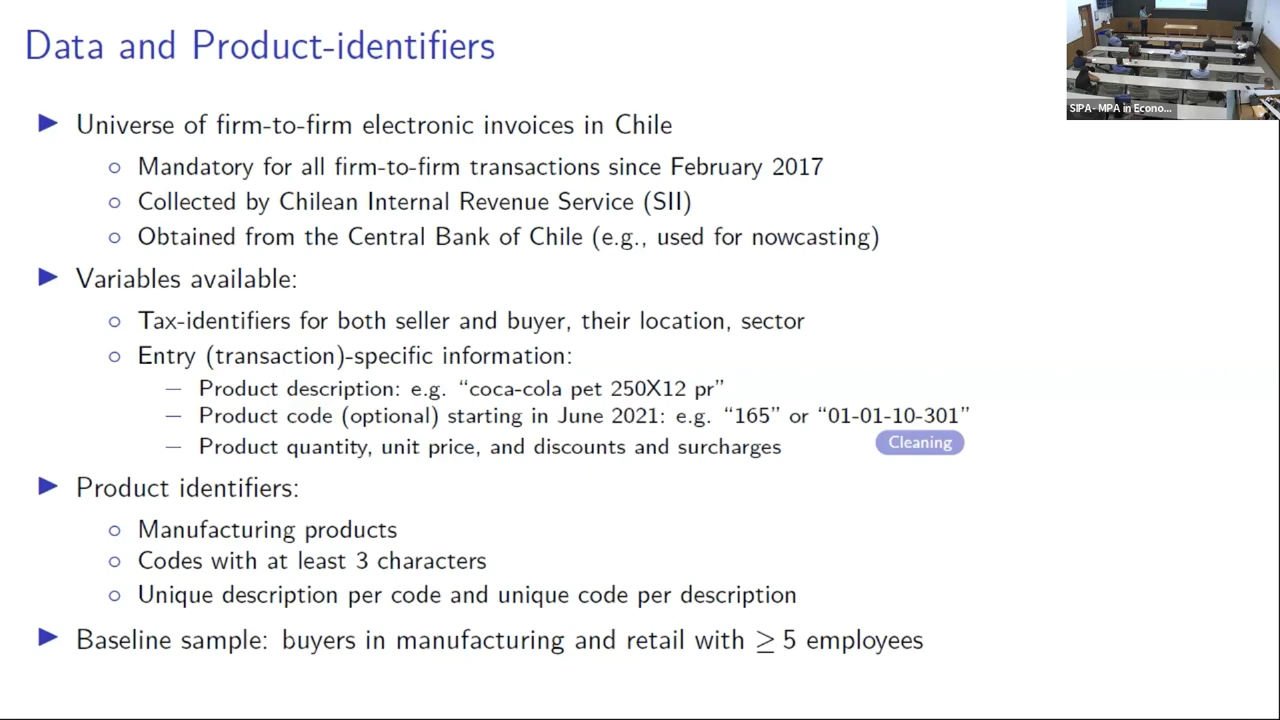 Data and Product-identifiers
SIPA- MPA in Econo...
▶ Universe of firm-to-firm electronic invoices in Chile
○ Mandatory for all firm-to-firm transactions since February 2017
○ Collected by Chilean Internal Revenue Service (SII)
○ Obtained from the Central Bank of Chile (e.g., used for nowcasting)
▶ Variables available:
○ Tax-identifiers for both seller and buyer, their location, sector
○ Entry (transaction)-specific information:
– Product description: e.g. “coca-cola pet 250X12 pr”
– Product code (optional) starting in June 2021: e.g. “165” or “01-01-10-301”
– Product quantity, unit price, and discounts and surcharges
Cleaning
▶ Product identifiers:
○ Manufacturing products
○ Codes with at least 3 characters
○ Unique description per code and unique code per description
▶ Baseline sample: buyers in manufacturing and retail with ≥ 5 employees